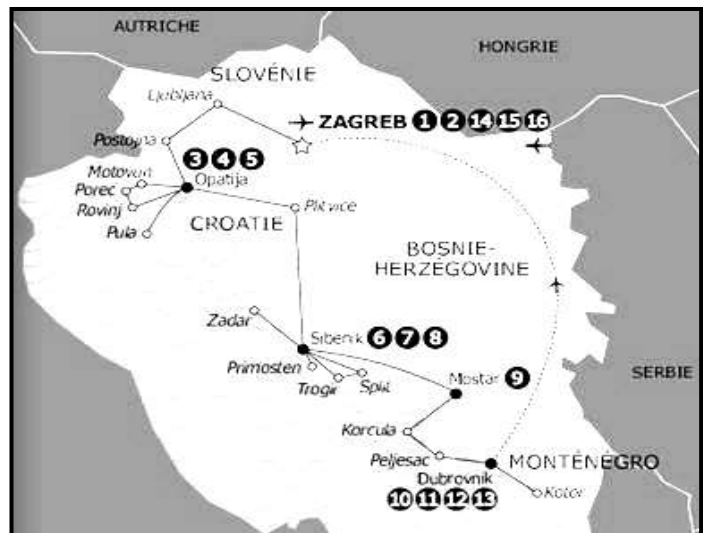 AUTRICHE
HONGRIE
SLOVÉNIE
Ljubljana
ZAGREB 1 2 14 15 16
Postojna
3 4 5
Motovun
Opatija
Porec
Rovinj
Plitvice
CROATIE
Pula
BOSNIE-
HERZÉGOVINE
Zadar
Sibenik 6 7 8
Primosten
Trogir
Split
Mostar 9
SERBIE
Korcula
Peljesac
MONTÉNÉGRO
Dubrovnik
10 11 12 13
Kotor